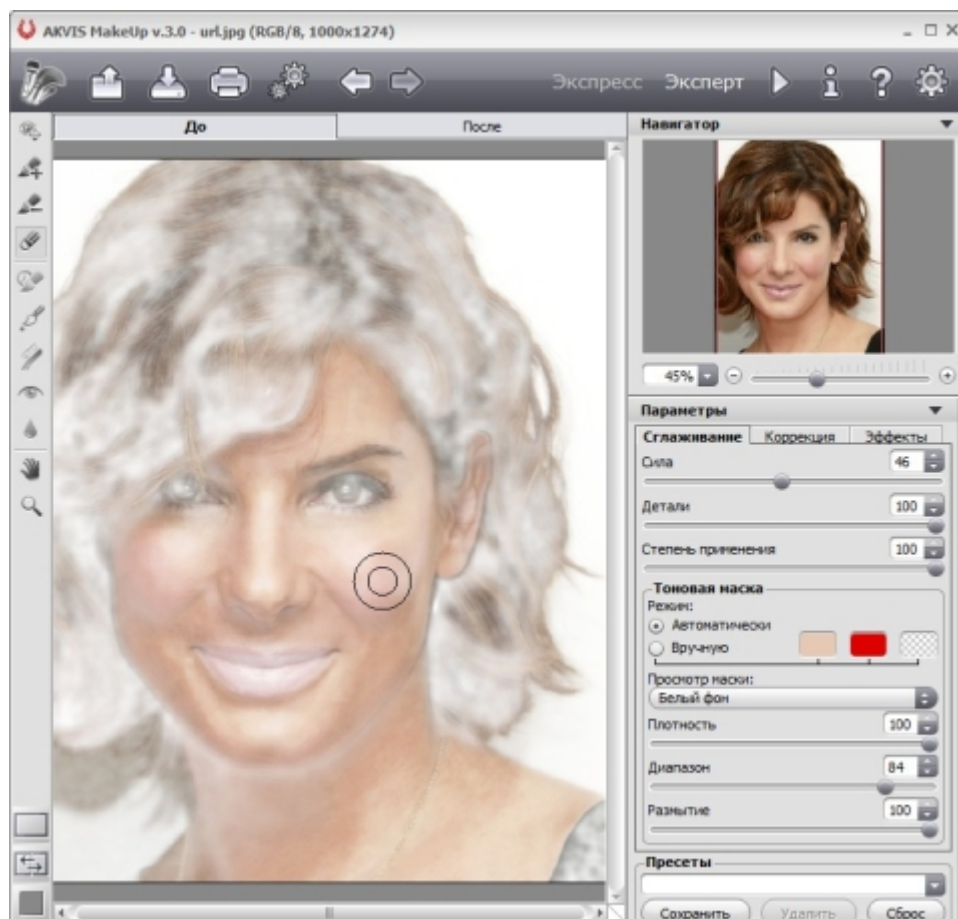 AKVIS MakeUp v.3.0 - url.jpg (RGB/8, 1000x1274)
Экспресс Эксперт
До После
Навигатор
45%
Параметры
Сглаживание Коррекция Эффекты
Сила 46
Детали 100
Степень применения 100
Тоновая маска
Режим:
Автоматически
Вручную
Просмотр маски:
Белый фон
Плотность 100
Диапазон 84
Размытие 100
Пресеты
Сохранить Удалить Сброс